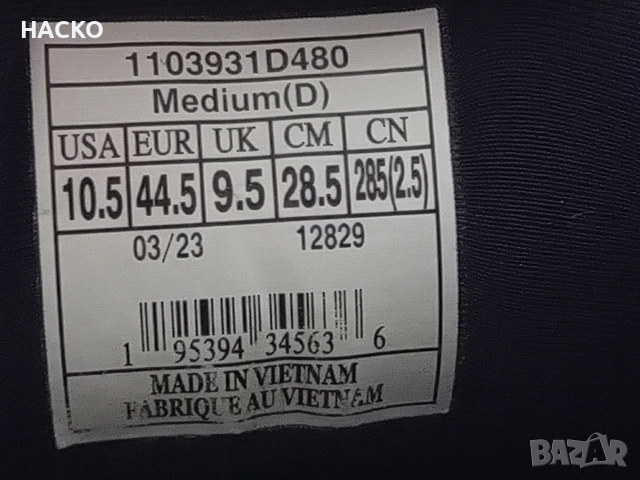 HACKO
1103931D480
Medium(D)
USA EUR UK CM CN
10.5 44.5 9.5 28.5 285(2.5)
03/23 12829
1 95394 34563 6
MADE IN VIETNAM
FABRIQUE AU VIETNAM
BAZAR